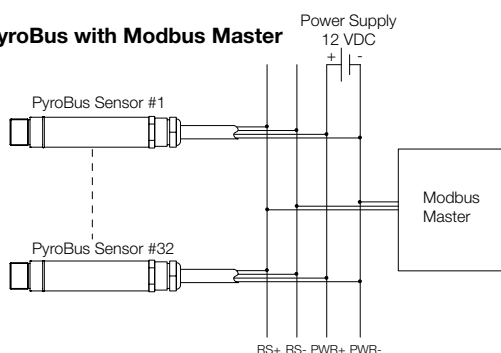 yroBus with Modbus Master
Power Supply
12 VDC
+ -
PyroBus Sensor #1
Modbus
Master
PyroBus Sensor #32
RS+ RS- PWR+ PWR-